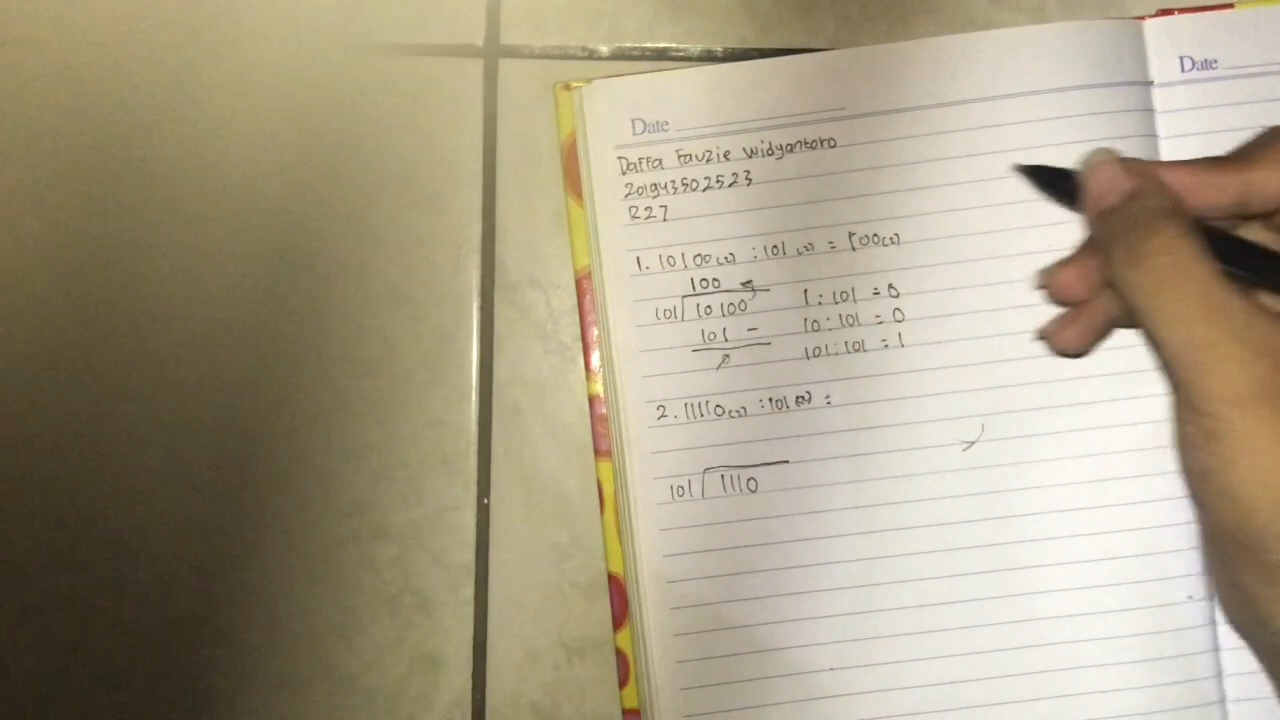 Date
Date
Daffa Fauzie Widyantoro
201943502523
R27
1. 10100(2) : 101(2) = 100(2)
100
101 10100 1 : 101 = 0
101 - 10 : 101 = 0
0 101 : 101 = 1
2. 11110(2) : 101(2) =
101 1110